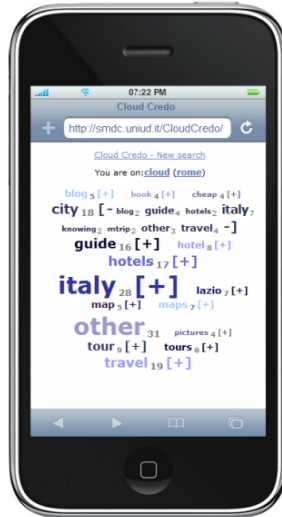 07:22 PM
Cloud Credo
http://smdc.uniud.it/CloudCredo/
Cloud Credo - New search
You are on:cloud (rome)
blog 5 [+] book 4 [+] cheap 4 [+]
city 18 [- blog 2 guide 4 hotels 2 italy 7
knowing 2 mtrip 2 other 3 travel 4 -]
guide 16 [+] hotel 8 [+]
hotels 17 [+]
italy 28 [+] lazio 7 [+]
map 5 [+] maps 7 [+]
other 31 pictures 4 [+]
tour 9 [+] tours 6 [+]
travel 19 [+]